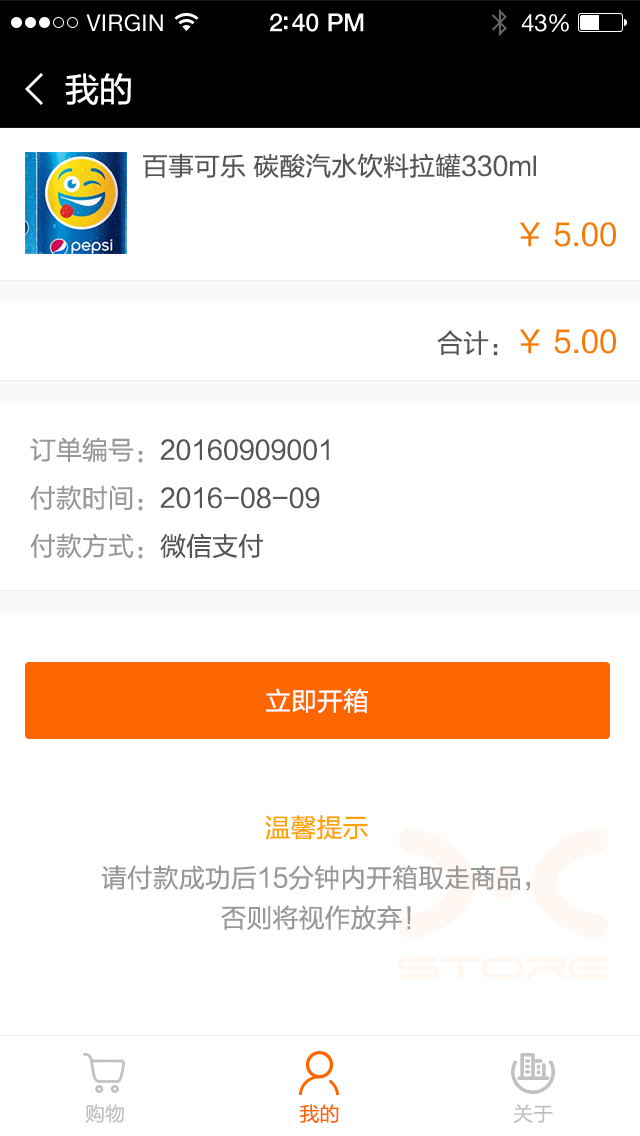 VIRGIN 2:40 PM 43%
我的
pepsi
百事可乐 碳酸汽水饮料拉罐330ml
¥ 5.00
合计：¥ 5.00
订单编号：20160909001
付款时间：2016-08-09
付款方式：微信支付
立即开箱
温馨提示
请付款成功后15分钟内开箱取走商品，
否则将视作放弃！
STORE
购物 我的 关于